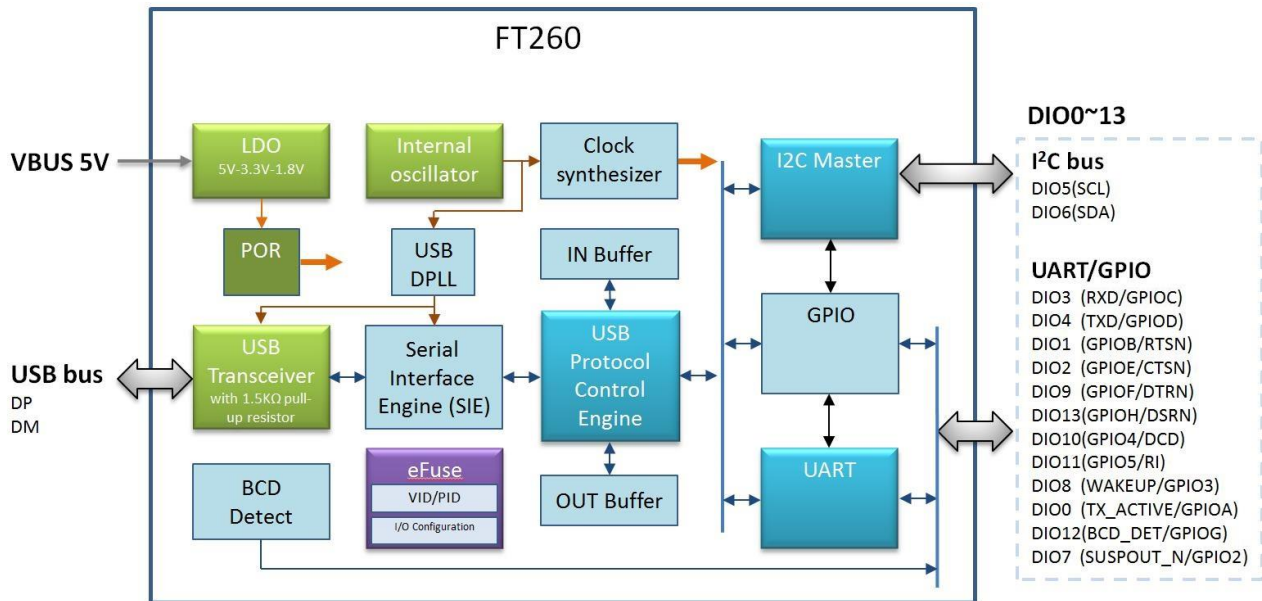 FT260
VBUS 5V
LDO
5V-3.3V-1.8V
Internal
oscillator
Clock
synthesizer
I2C Master
POR
USB
DPLL
IN Buffer
GPIO
USB bus
DP
DM
USB
Transceiver
with 1.5KΩ pull-
up resistor
Serial
Interface
Engine (SIE)
USB
Protocol
Control
Engine
BCD
Detect
eFuse
VID/PID
I/O Configuration
OUT Buffer
UART
DIO0~13
I²C bus
DIO5(SCL)
DIO6(SDA)
UART/GPIO
DIO3 (RXD/GPIOC)
DIO4 (TXD/GPIOD)
DIO1 (GPIOB/RTSN)
DIO2 (GPIOE/CTSN)
DIO9 (GPIOF/DTRN)
DIO13(GPIOH/DSRN)
DIO10(GPIO4/DCD)
DIO11(GPIO5/RI)
DIO8 (WAKEUP/GPIO3)
DIO0 (TX_ACTIVE/GPIOA)
DIO12(BCD_DET/GPIOG)
DIO7 (SUSPOUT_N/GPIO2)